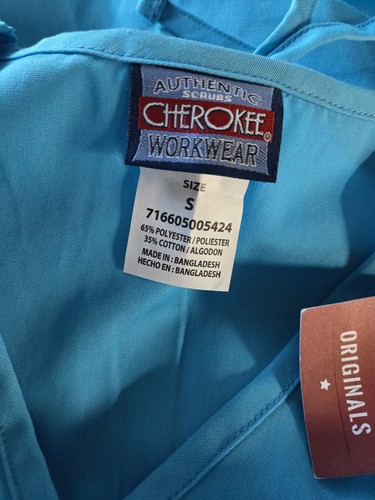 AUTHENTIC
SCRUBS
CHEROKEE®
WORKWEAR
SIZE
S
716605005424
65% POLYESTER / POLIESTER
35% COTTON / ALGODON
MADE IN : BANGLADESH
HECHO EN : BANGLADESH
ORIGINALS